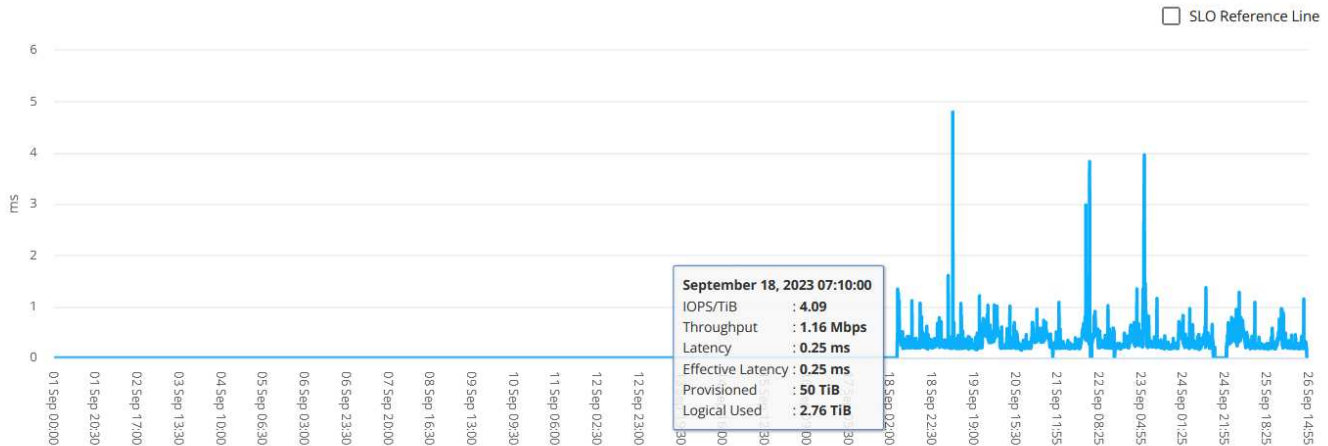 SLO Reference Line
6
5
4
3
2
1
0
ms
September 18, 2023 07:10:00
IOPS/TiB : 4.09
Throughput : 1.16 Mbps
Latency : 0.25 ms
Effective Latency : 0.25 ms
Provisioned : 50 TiB
Logical Used : 2.76 TiB
01 Sep 00:00
01 Sep 20:30
02 Sep 17:00
03 Sep 13:30
04 Sep 10:00
05 Sep 06:30
06 Sep 03:00
06 Sep 23:30
07 Sep 20:00
08 Sep 16:30
09 Sep 13:00
10 Sep 09:30
11 Sep 06:00
12 Sep 02:30
12 Sep 23:00
18 Sep 02:00
18 Sep 22:30
19 Sep 19:00
20 Sep 15:30
21 Sep 11:55
22 Sep 08:25
23 Sep 04:55
24 Sep 01:25
24 Sep 21:55
25 Sep 18:25
26 Sep 14:55